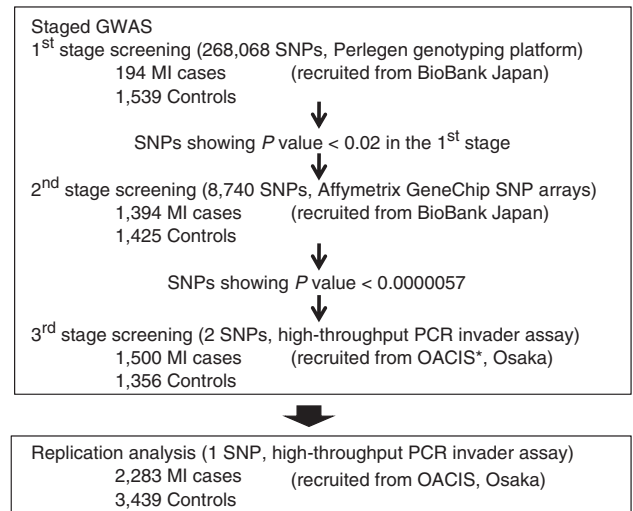 Staged GWAS
1st stage screening (268,068 SNPs, Perlegen genotyping platform)
194 MI cases (recruited from BioBank Japan)
1,539 Controls
SNPs showing P value < 0.02 in the 1st stage
2nd stage screening (8,740 SNPs, Affymetrix GeneChip SNP arrays)
1,394 MI cases (recruited from BioBank Japan)
1,425 Controls
SNPs showing P value < 0.0000057
3rd stage screening (2 SNPs, high-throughput PCR invader assay)
1,500 MI cases (recruited from OACIS*, Osaka)
1,356 Controls
Replication analysis (1 SNP, high-throughput PCR invader assay)
2,283 MI cases (recruited from OACIS, Osaka)
3,439 Controls